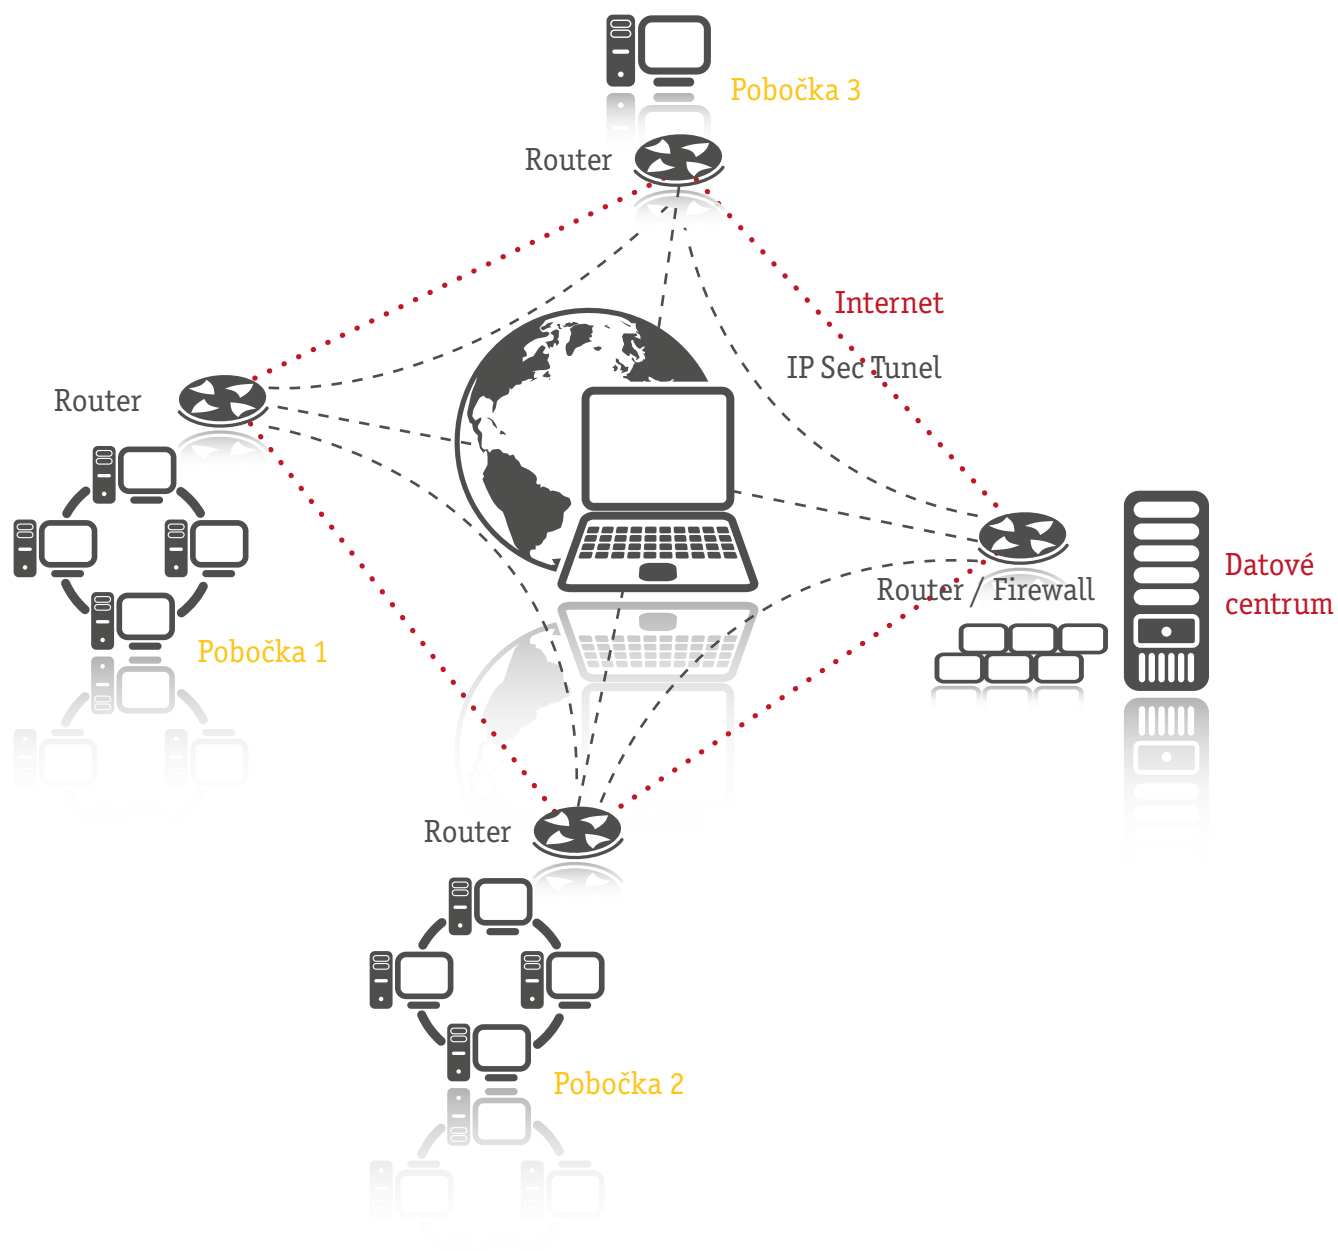 Pobočka 3
Router
Internet
IP Sec Tunel
Router
Datové
centrum
Router / Firewall
Pobočka 1
Router
Pobočka 2